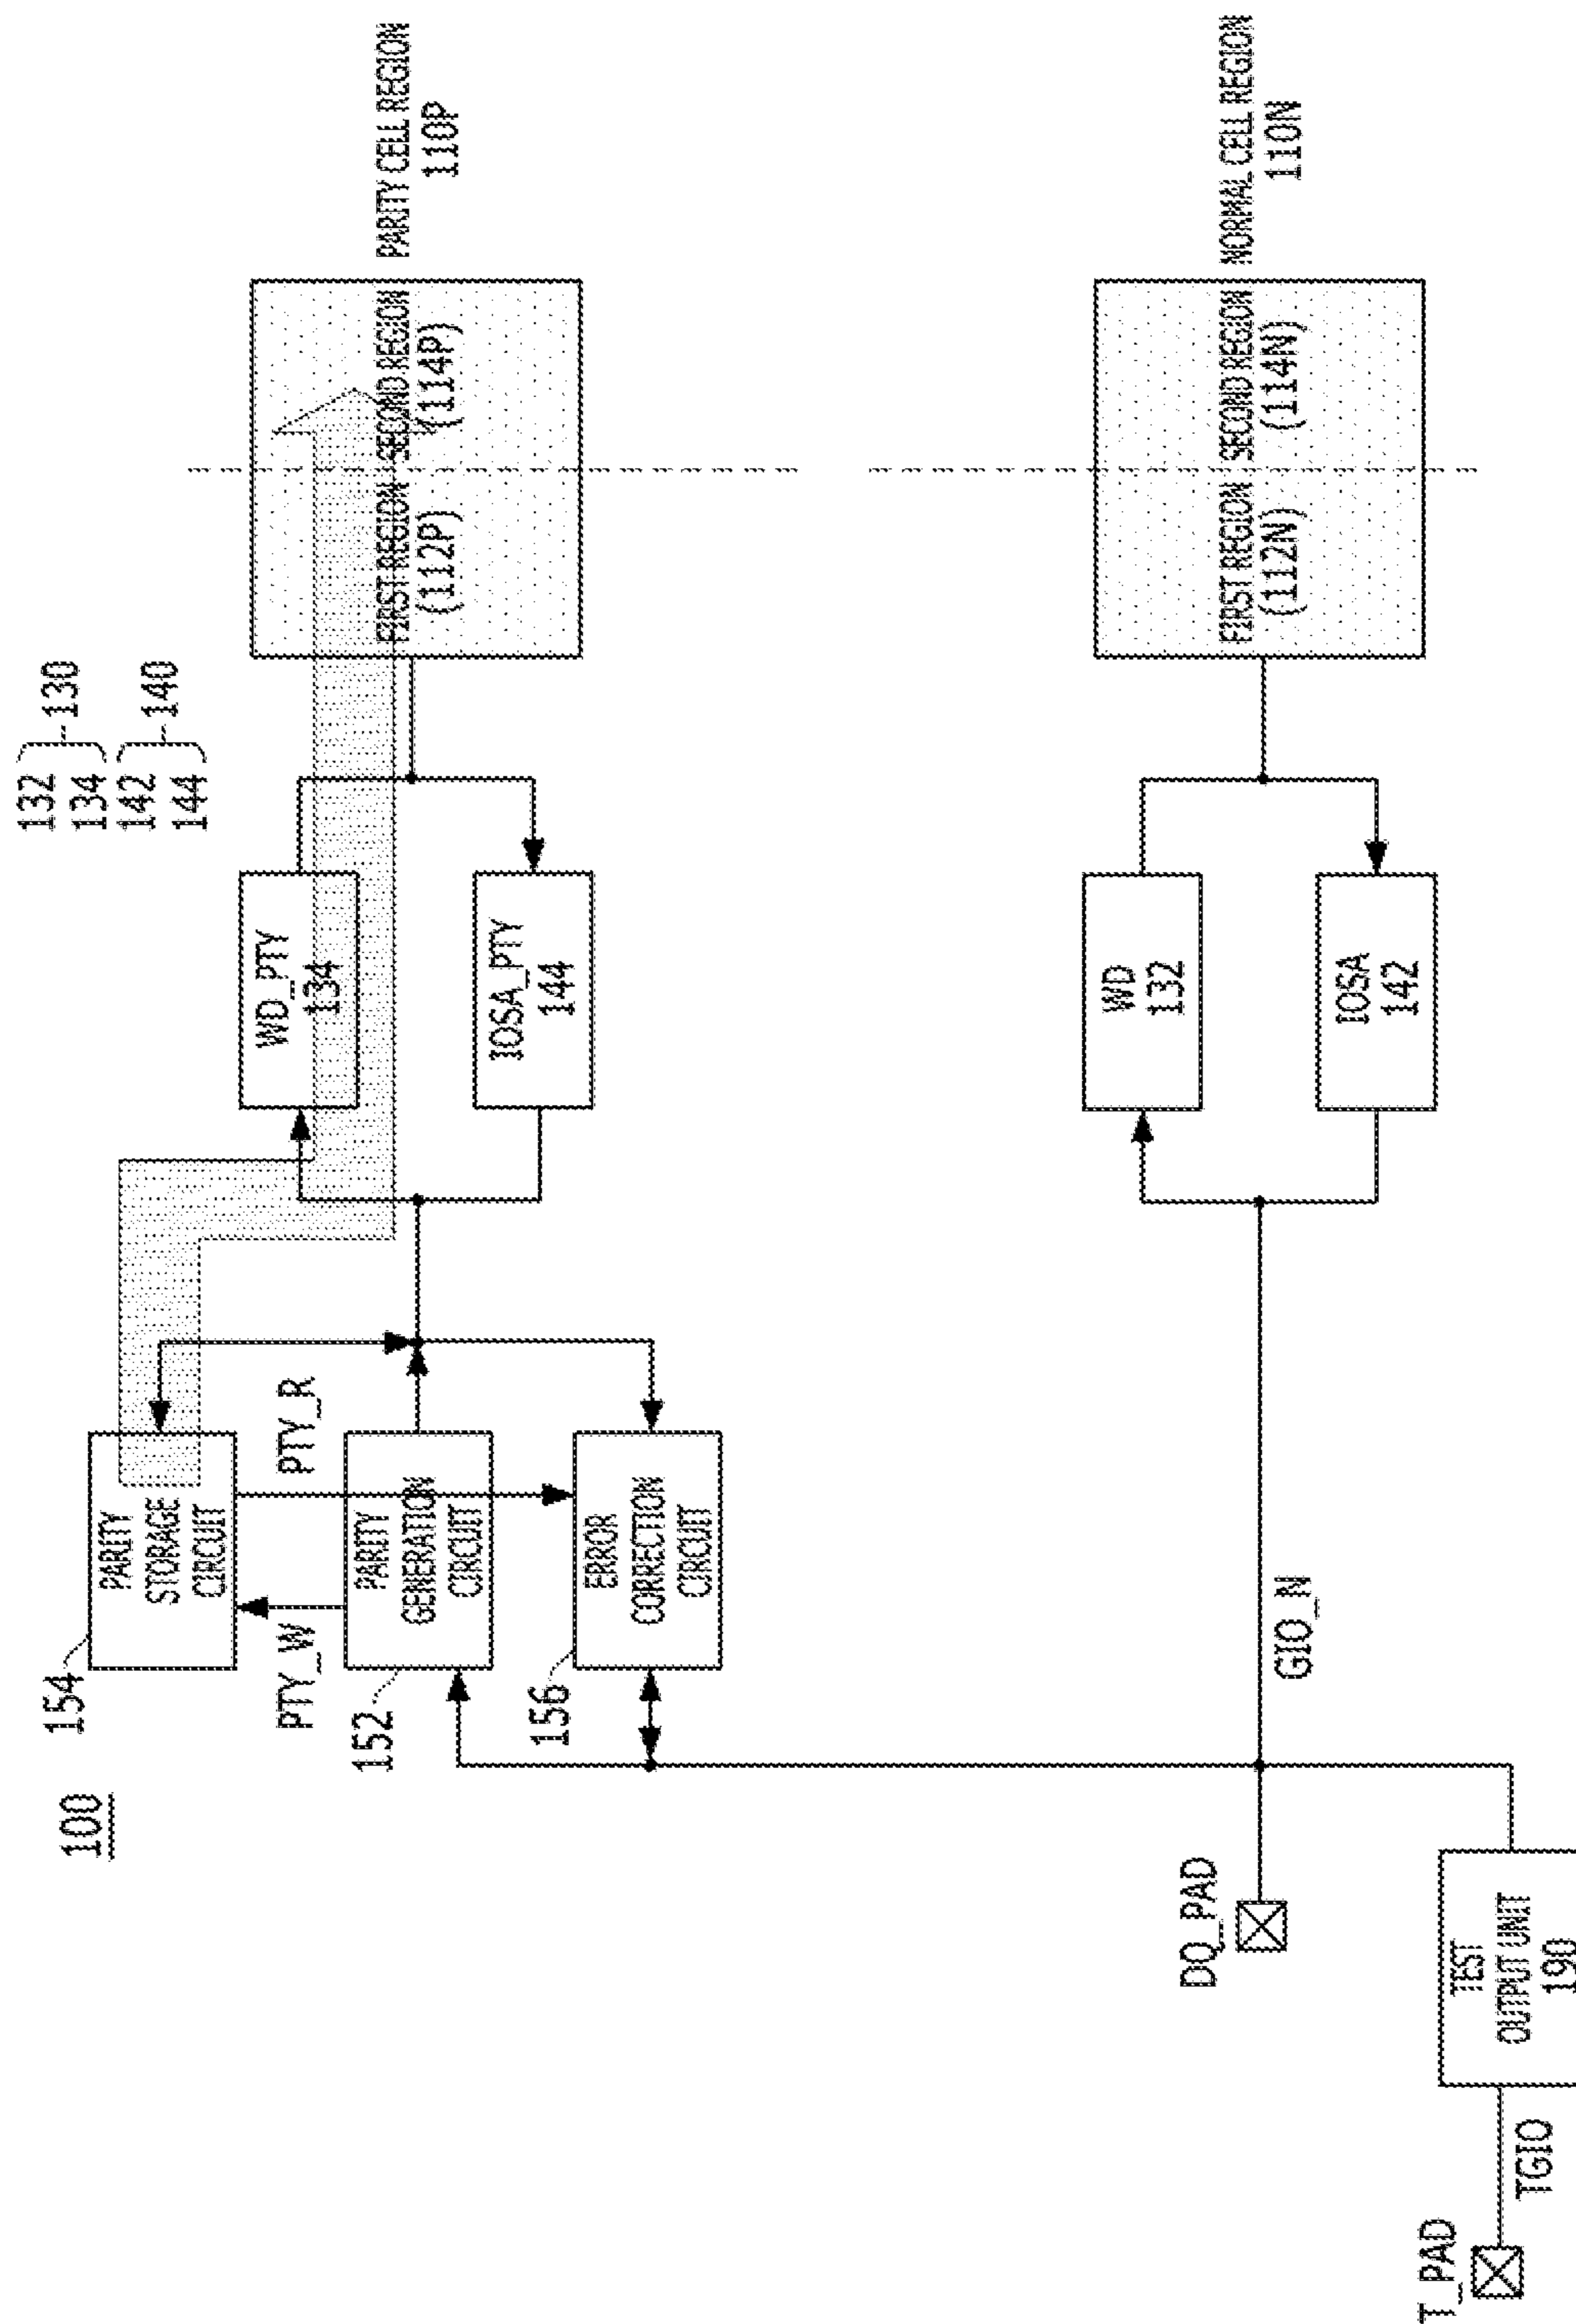 100
132
134
130
142
144
140
154
PARITY
STORAGE
CIRCUIT
PTY_W
PTY_R
152
PARITY
GENERATION
CIRCUIT
156
ERROR
CORRECTION
CIRCUIT
WD_PTY
134
IOSA_PTY
144
FIRST REGION
(112P)
SECOND REGION
(114P)
PARITY CELL REGION
110P
DQ_PAD
GIO_N
WD
132
IOSA
142
FIRST REGION
(112N)
SECOND REGION
(114N)
NORMAL CELL REGION
110N
T_PAD
TGIO
TEST
OUTPUT UNIT
190